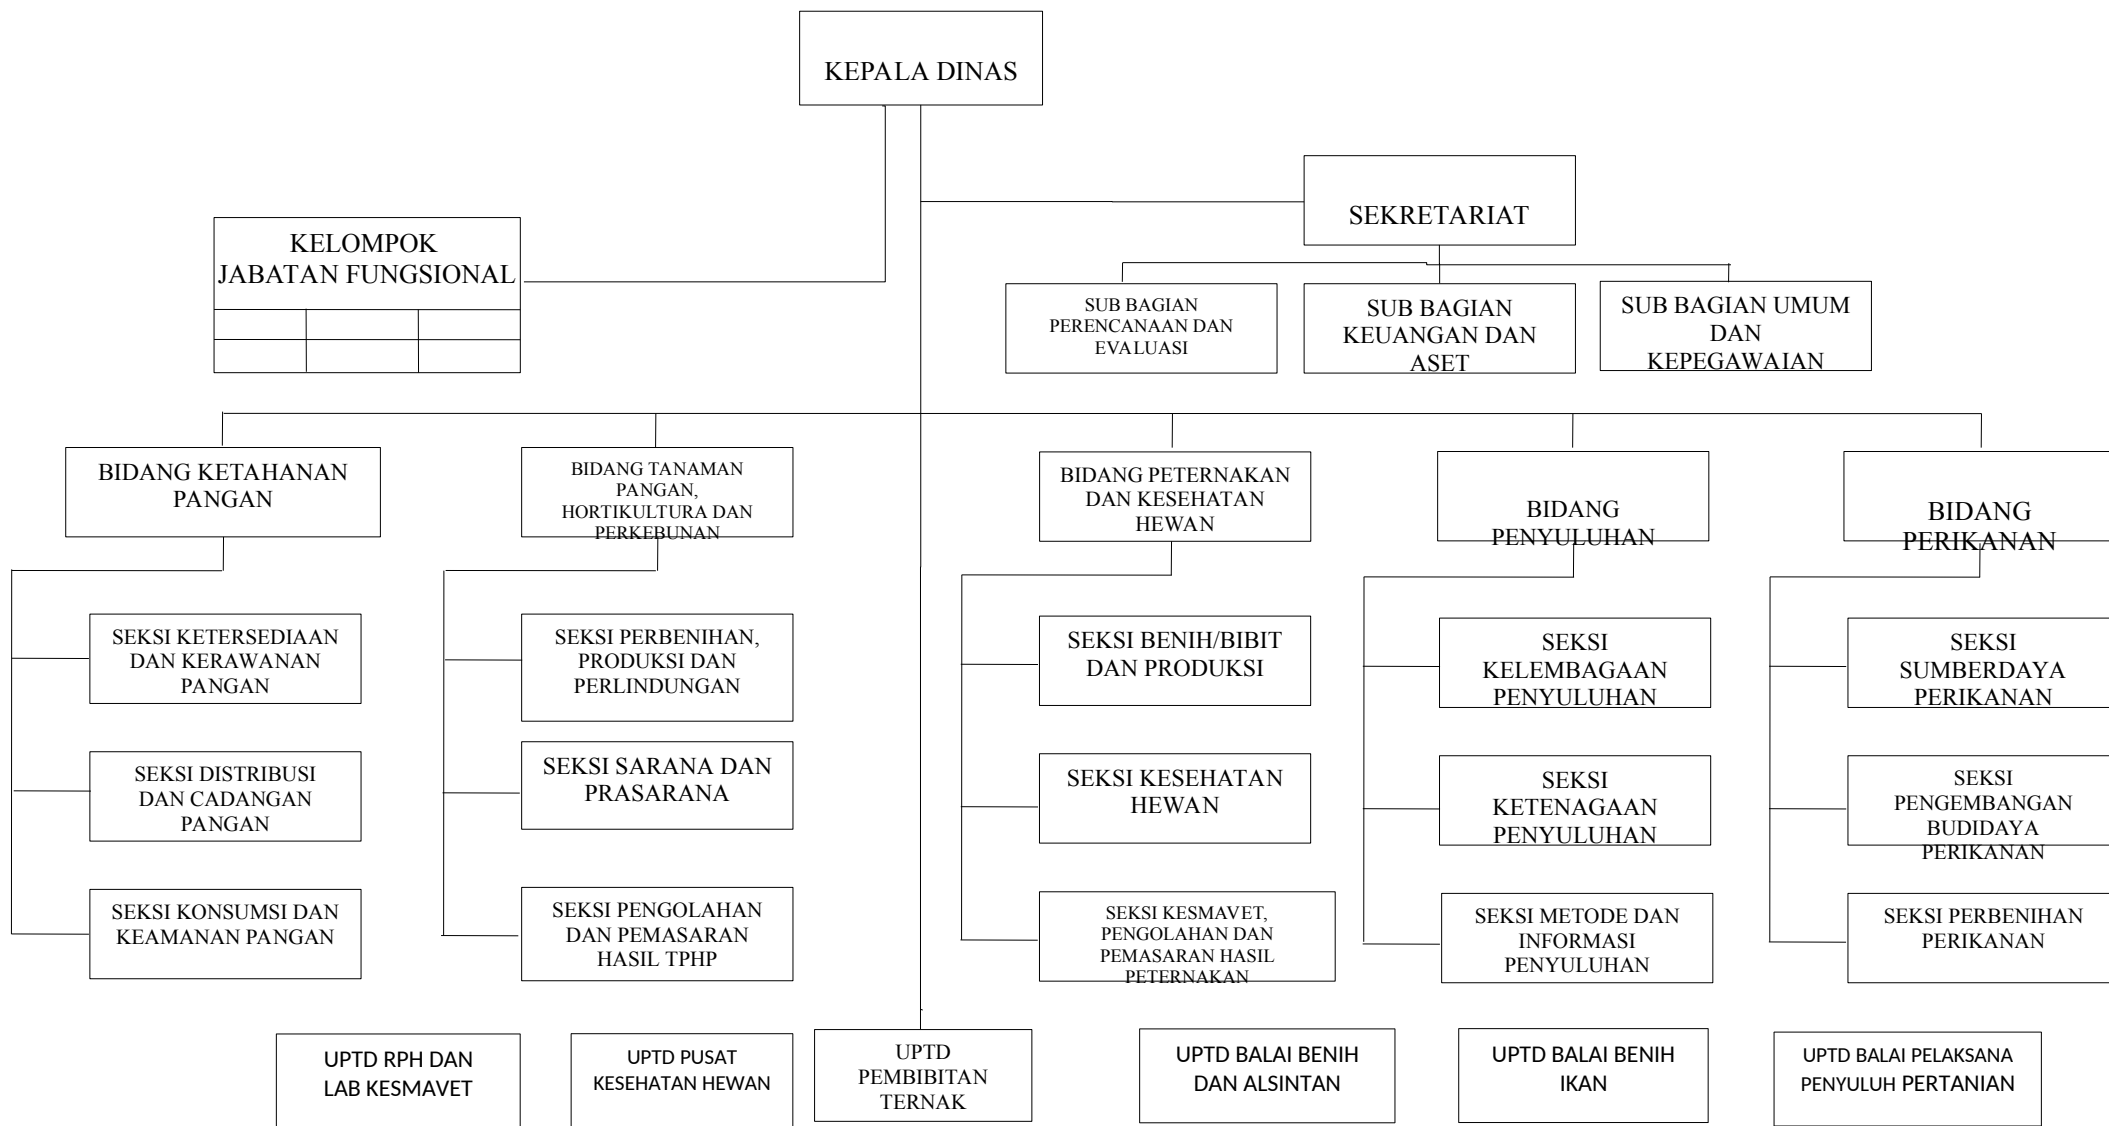 KEPALA DINAS
SEKRETARIAT
KELOMPOK
JABATAN FUNGSIONAL
SUB BAGIAN
PERENCANAAN DAN
EVALUASI
SUB BAGIAN
KEUANGAN DAN
ASET
SUB BAGIAN UMUM
DAN
KEPEGAWAIAN
BIDANG KETAHANAN
PANGAN
BIDANG TANAMAN
PANGAN,
HORTIKULTURA DAN
PERKEBUNAN
BIDANG PETERNAKAN
DAN KESEHATAN
HEWAN
BIDANG
PENYULUHAN
BIDANG
PERIKANAN
SEKSI KETERSEDIAAN
DAN KERAWANAN
PANGAN
SEKSI PERBENIHAN,
PRODUKSI DAN
PERLINDUNGAN
SEKSI BENIH/BIBIT
DAN PRODUKSI
SEKSI
KELEMBAGAAN
PENYULUHAN
SEKSI
SUMBERDAYA
PERIKANAN
SEKSI DISTRIBUSI
DAN CADANGAN
PANGAN
SEKSI SARANA DAN
PRASARANA
SEKSI KESEHATAN
HEWAN
SEKSI
KETENAGAAN
PENYULUHAN
SEKSI
PENGEMBANGAN
BUDIDAYA
PERIKANAN
SEKSI KONSUMSI DAN
KEAMANAN PANGAN
SEKSI PENGOLAHAN
DAN PEMASARAN
HASIL TPHP
SEKSI KESMAVET,
PENGOLAHAN DAN
PEMASARAN HASIL
PETERNAKAN
SEKSI METODE DAN
INFORMASI
PENYULUHAN
SEKSI PERBENIHAN
PERIKANAN
UPTD RPH DAN
LAB KESMAVET
UPTD PUSAT
KESEHATAN HEWAN
UPTD
PEMBIBITAN
TERNAK
UPTD BALAI BENIH
DAN ALSINTAN
UPTD BALAI BENIH
IKAN
UPTD BALAI PELAKSANA
PENYULUH PERTANIAN